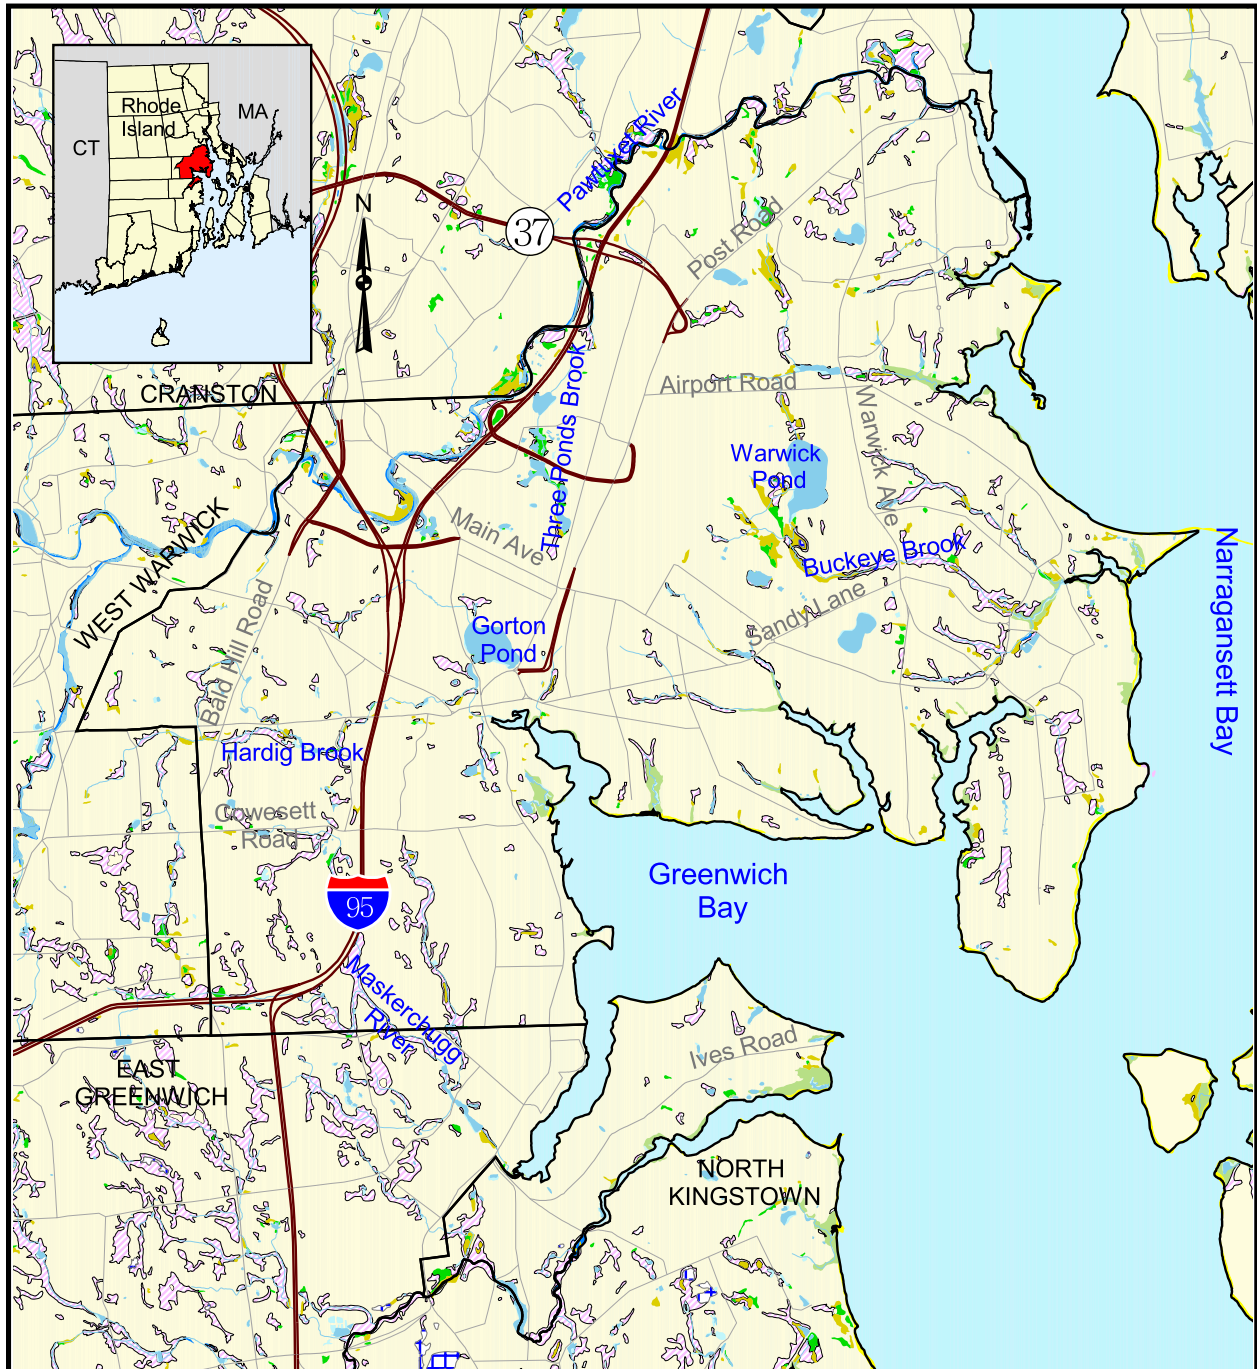 Rhode
Island
MA
CT
N
37
Pawtuxet River
Post Road
CRANSTON
Airport Road
Three Ponds Brook
Warwick Ave
Warwick
Pond
WEST WARWICK
Main Ave
Buckeye Brook
Narragansett Bay
Sandy Lane
Bald Hill Road
Gorton
Pond
Hardig Brook
Cowesett
Road
Greenwich
Bay
95
Maskerchugg
River
Ives Road
EAST
GREENWICH
NORTH
KINGSTOWN